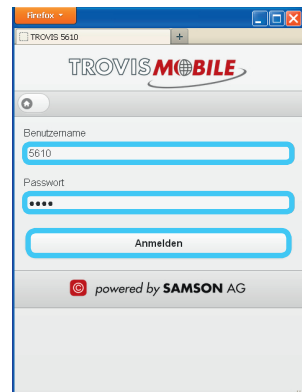 Firefox
TROVIS 5610
+
TROVIS MOBILE
Benutzername
5610
Passwort
••••
Anmelden
© powered by SAMSON AG